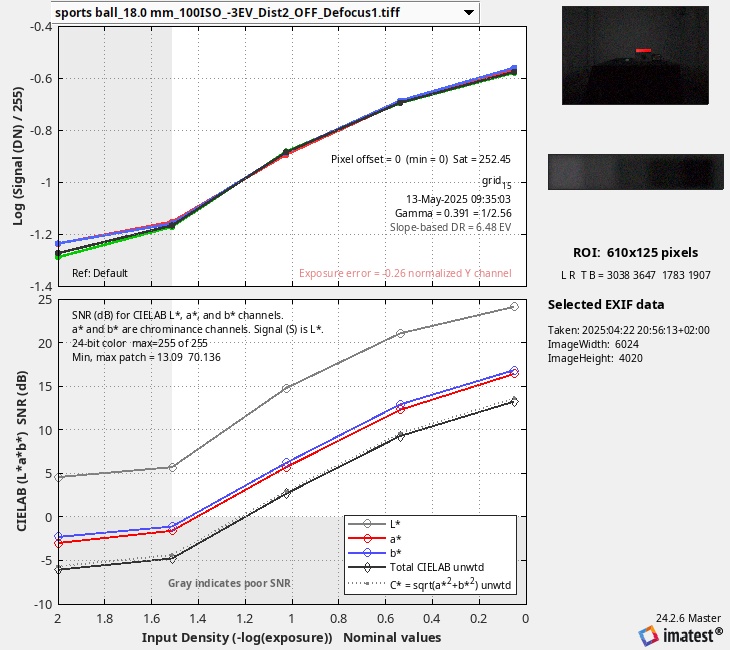 sports ball_18.0 mm_100ISO_-3EV_Dist2_OFF_Defocus1.tiff
-0.4
-0.6
-0.8
-1
-1.2
-1.4
Log (Signal (DN) / 255)
Pixel offset = 0 (min = 0) Sat = 252.45
grid_15
13-May-2025 09:35:03
Gamma = 0.391 = 1/2.56
Slope-based DR = 6.48 EV
Ref: Default
Exposure error = -0.26 normalized Y channel
25
20
15
10
5
0
-5
-10
CIELAB (L*a*b*) SNR (dB)
SNR (dB) for CIELAB L*, a*, and b* channels.
a* and b* are chrominance channels. Signal (S) is L*.
24-bit color max=255 of 255
Min, max patch = 13.09 70.136
L*
a*
b*
Total CIELAB unwtd
C* = sqrt(a*²+b*²) unwtd
Gray indicates poor SNR
2
1.8
1.6
1.4
1.2
1
0.8
0.6
0.4
0.2
0
Input Density (-log(exposure)) Nominal values
ROI: 610x125 pixels
L R T B = 3038 3647 1783 1907
Selected EXIF data
Taken: 2025:04:22 20:56:13+02:00
ImageWidth: 6024
ImageHeight: 4020
24.2.6 Master
imatest®